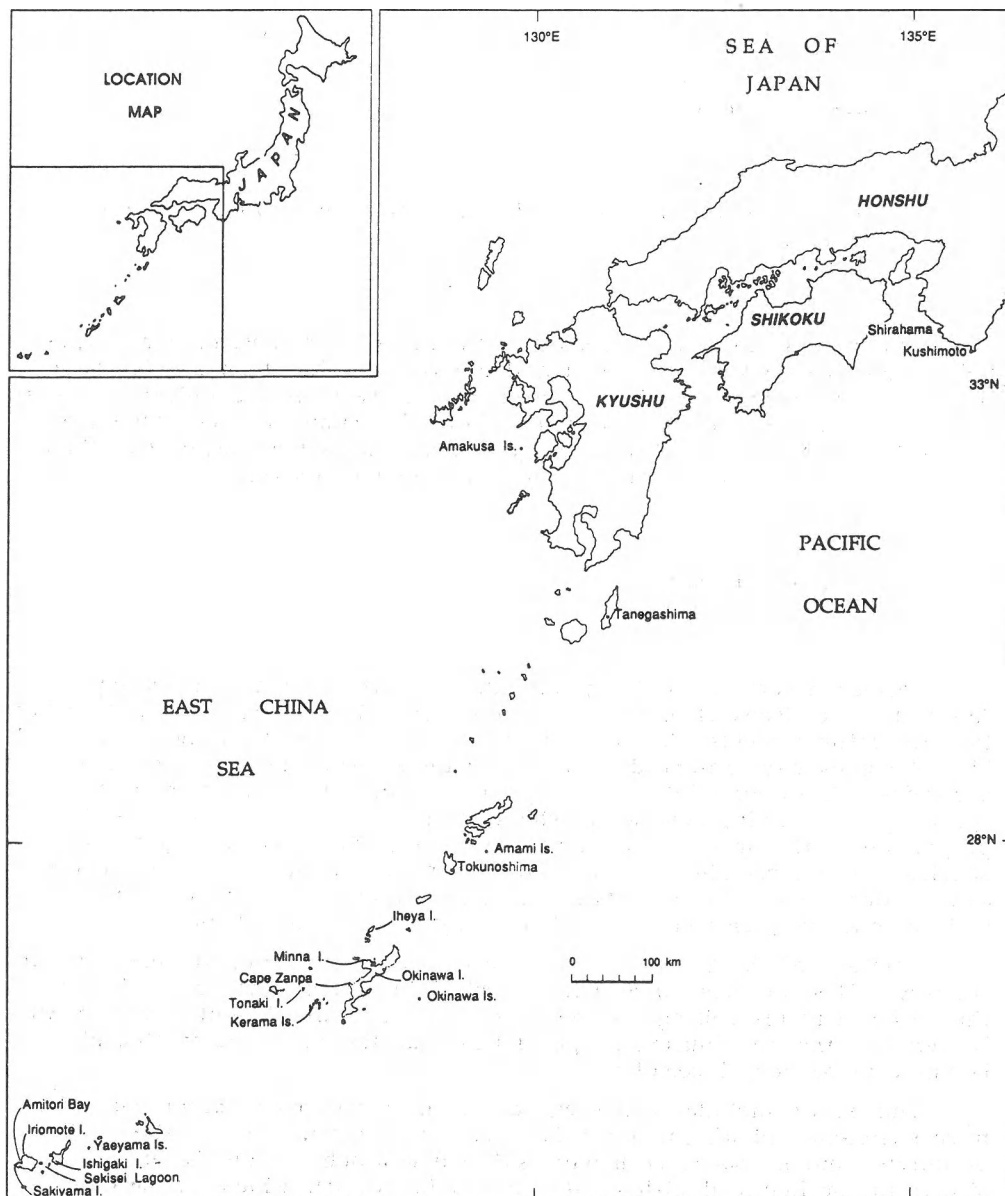 LOCATION
MAP
JAPAN
130°E
135°E
SEA OF
JAPAN
HONSHU
SHIKOKU
Shirahama
Kushimoto
33°N
KYUSHU
Amakusa Is.
PACIFIC
OCEAN
Tanegashima
EAST CHINA
SEA
Amami Is.
28°N
Tokunoshima
Iheya I.
Minna I.
Cape Zanpa
Okinawa I.
Tonaki I.
Okinawa Is.
Kerama Is.
0 100 km
Amitori Bay
Iriomote I.
Yaeyama Is.
Ishigaki I.
Sekisei Lagoon
Sakiyama I.